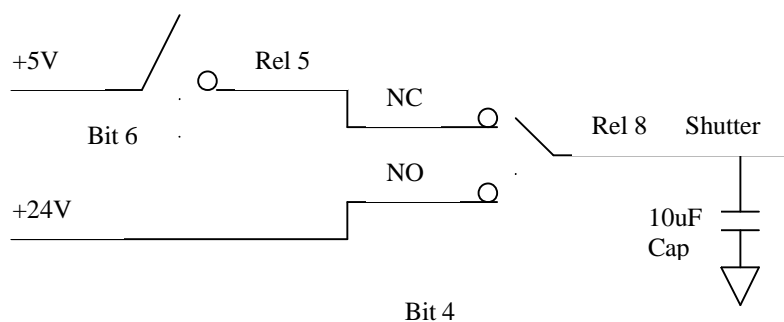 +5V
Rel 5
NC
Bit 6
Rel 8
Shutter
NO
+24V
10uF
Cap
Bit 4